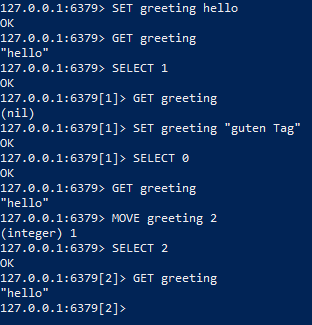 127.0.0.1:6379> SET greeting hello
OK
127.0.0.1:6379> GET greeting
"hello"
127.0.0.1:6379> SELECT 1
OK
127.0.0.1:6379[1]> GET greeting
(nil)
127.0.0.1:6379[1]> SET greeting "guten Tag"
OK
127.0.0.1:6379[1]> SELECT 0
OK
127.0.0.1:6379> GET greeting
"hello"
127.0.0.1:6379> MOVE greeting 2
(integer) 1
127.0.0.1:6379> SELECT 2
OK
127.0.0.1:6379[2]> GET greeting
"hello"
127.0.0.1:6379[2]>